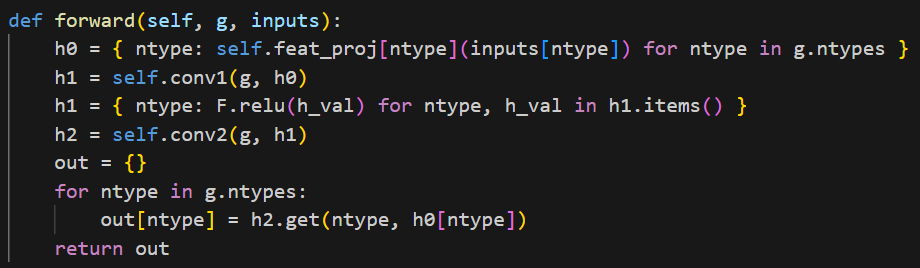 def forward(self, g, inputs):
    h0 = { ntype: self.feat_proj[ntype](inputs[ntype]) for ntype in g.ntypes }
    h1 = self.conv1(g, h0)
    h1 = { ntype: F.relu(h_val) for ntype, h_val in h1.items() }
    h2 = self.conv2(g, h1)
    out = {}
    for ntype in g.ntypes:
        out[ntype] = h2.get(ntype, h0[ntype])
    return out